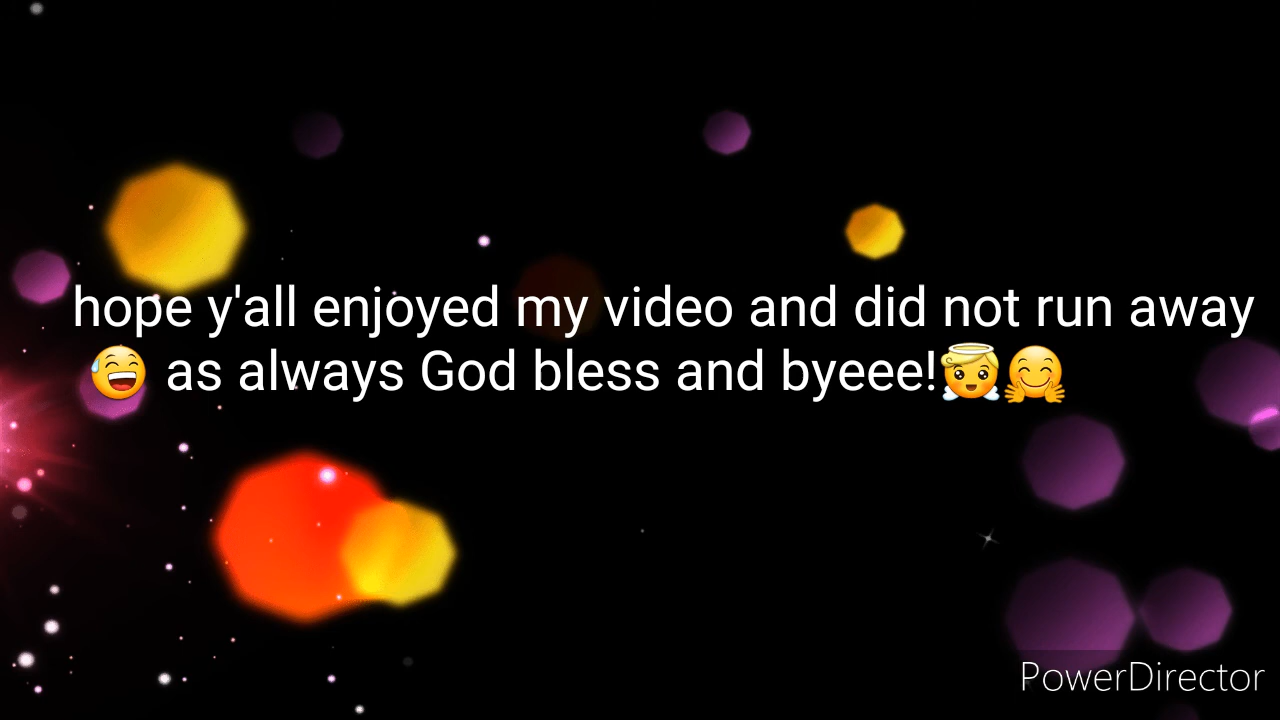 hope y'all enjoyed my video and did not run away
😅 as always God bless and byeee!😇🤗
PowerDirector